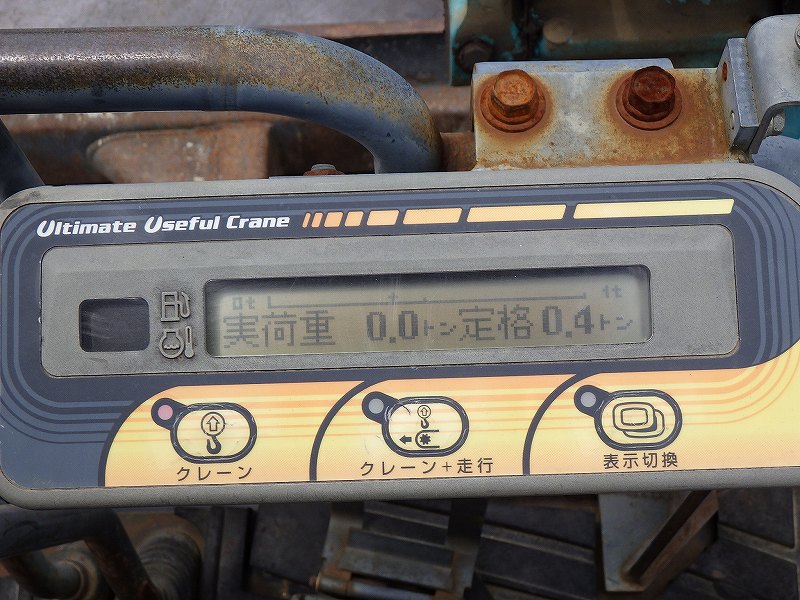 Ultimate Useful Crane
0t 1t
実荷重 0.0トン 定格 0.4トン
クレーン クレーン+走行 表示切換